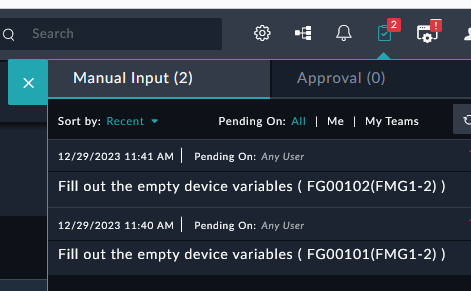 Search
2
!
Manual Input (2)
Approval (0)
Sort by: Recent
Pending On: All | Me | My Teams
12/29/2023 11:41 AM | Pending On: Any User
Fill out the empty device variables ( FG00102(FMG1-2) )
12/29/2023 11:40 AM | Pending On: Any User
Fill out the empty device variables ( FG00101(FMG1-2) )